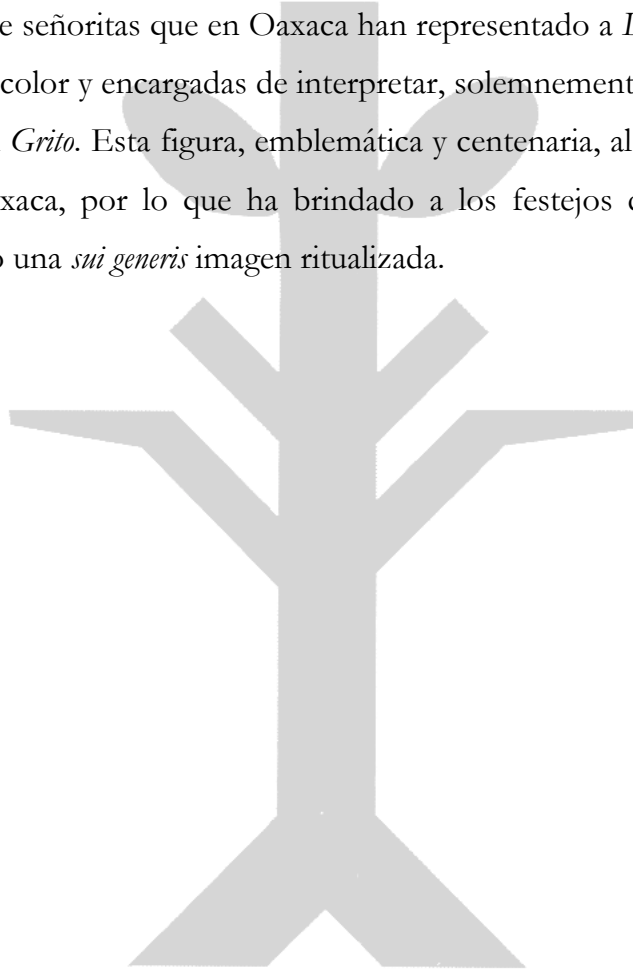 e señoritas que en Oaxaca han representado a
color y encargadas de interpretar, solemnement
Grito. Esta figura, emblemática y centenaria, al
xaca, por lo que ha brindado a los festejos
o una sui generis imagen ritualizada.